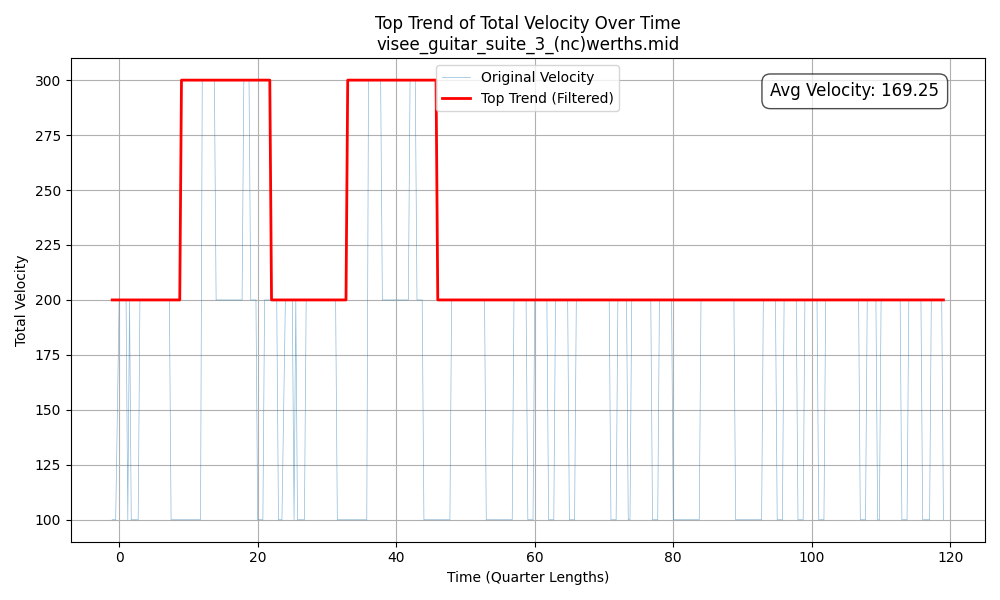 Top Trend of Total Velocity Over Time
visee_guitar_suite_3_(nc)werths.mid
Original Velocity
Top Trend (Filtered)
Avg Velocity: 169.25
Total Velocity
300
275
250
225
200
175
150
125
100
0 20 40 60 80 100 120
Time (Quarter Lengths)